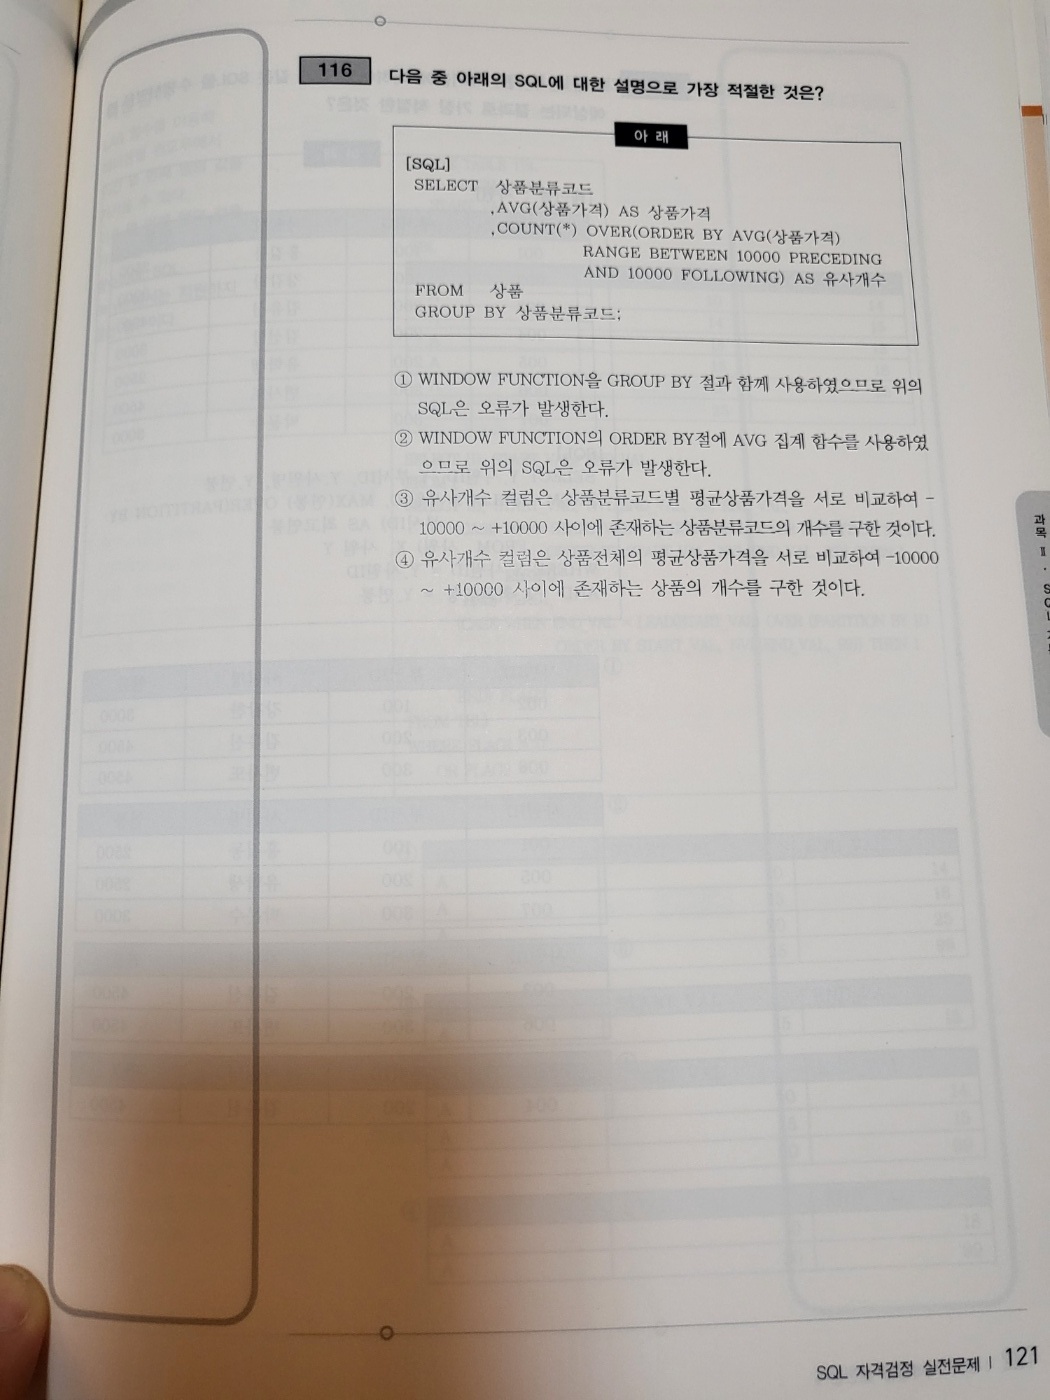 116 다음 중 아래의 SQL에 대한 설명으로 가장 적절한 것은?
아 래
[SQL]
SELECT 상품분류코드
,AVG(상품가격) AS 상품가격
,COUNT(*) OVER(ORDER BY AVG(상품가격)
RANGE BETWEEN 10000 PRECEDING
AND 10000 FOLLOWING) AS 유사개수
FROM 상품
GROUP BY 상품분류코드;
① WINDOW FUNCTION을 GROUP BY 절과 함께 사용하였으므로 위의
SQL은 오류가 발생한다.
② WINDOW FUNCTION의 ORDER BY절에 AVG 집계 함수를 사용하였
으므로 위의 SQL은 오류가 발생한다.
③ 유사개수 컬럼은 상품분류코드별 평균상품가격을 서로 비교하여 -
10000 ~ +10000 사이에 존재하는 상품분류코드의 개수를 구한 것이다.
④ 유사개수 컬럼은 상품전체의 평균상품가격을 서로 비교하여 -10000
~ +10000 사이에 존재하는 상품의 개수를 구한 것이다.
과목 Ⅱ
SQL 자격검정 실전문제 | 121